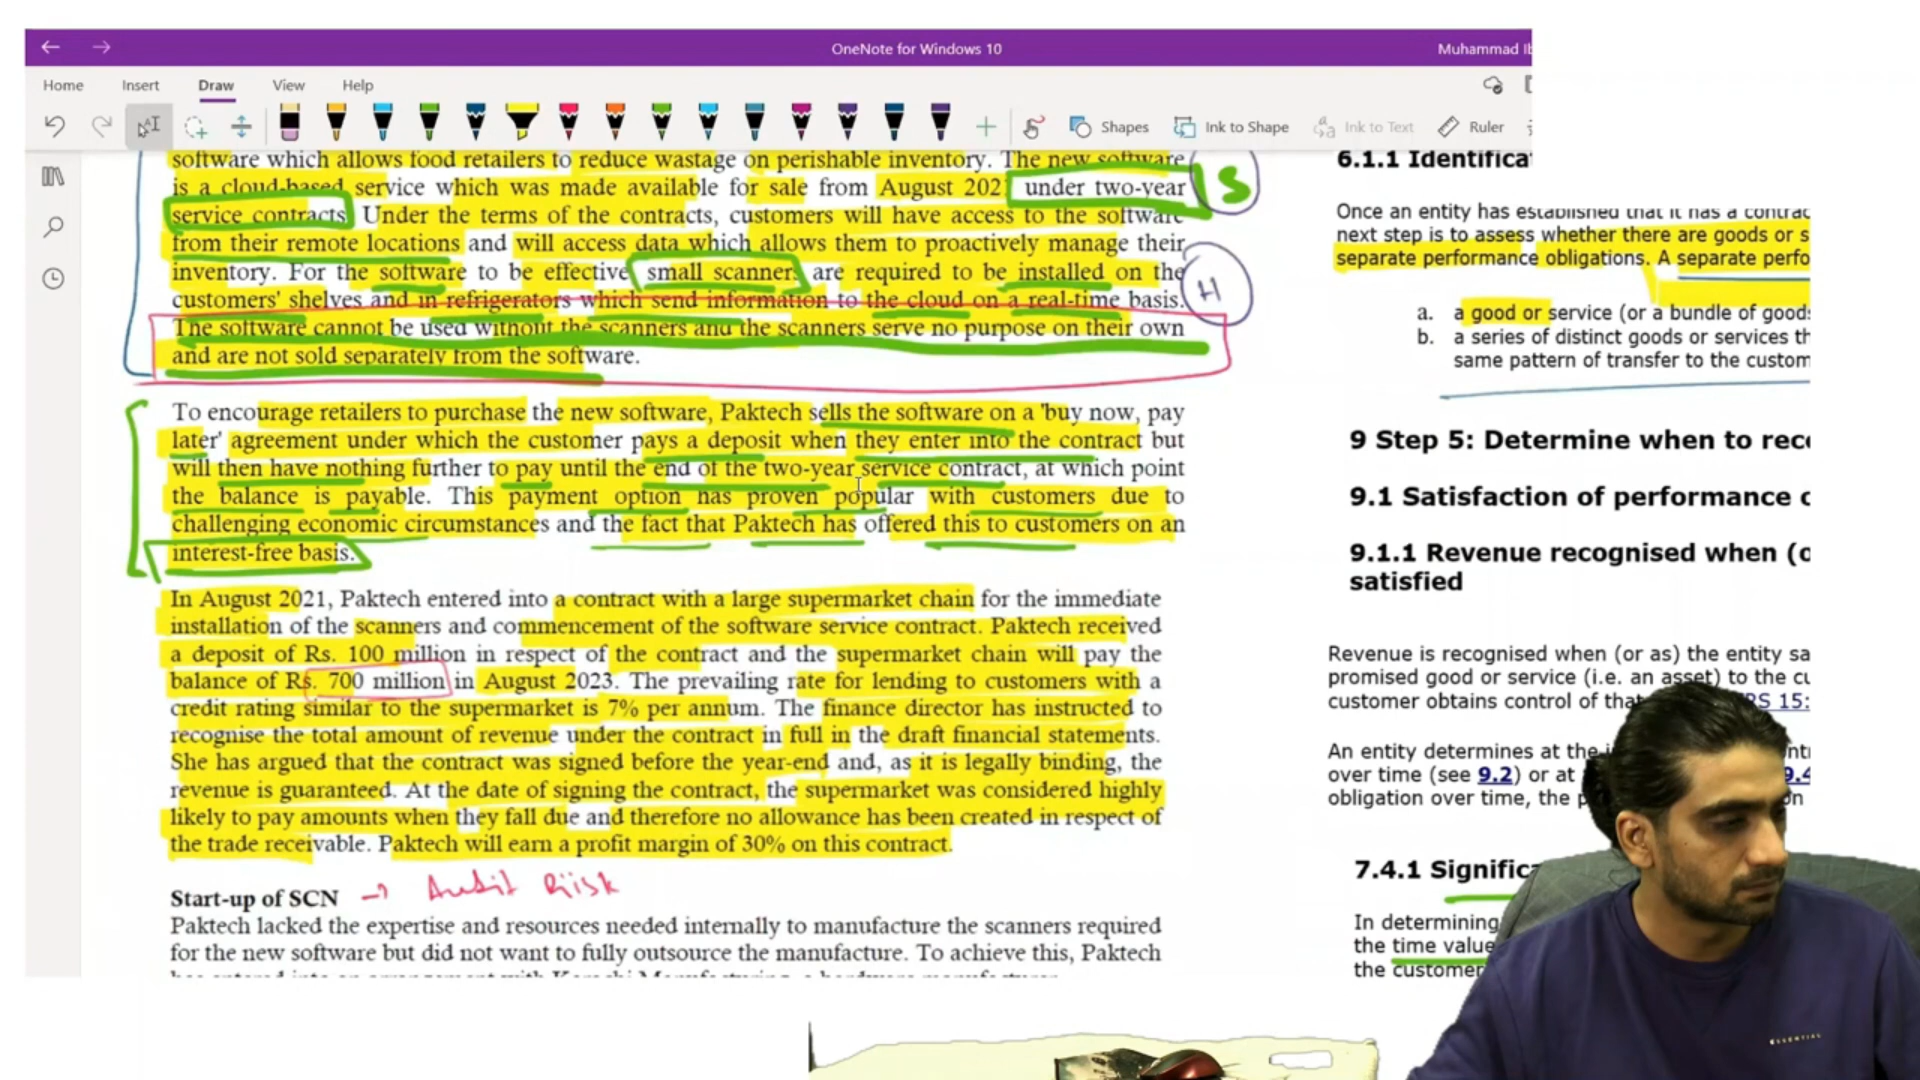 OneNote for Windows 10
Muhammad Ib
Home Insert Draw View Help
Shapes Ink to Shape Ink to Text Ruler
software which allows food retailers to reduce wastage on perishable inventory. The new software
is a cloud-based service which was made available for sale from August 202 under two-year
service contracts Under the terms of the contracts, customers will have access to the software
from their remote locations and will access data which allows them to proactively manage their
inventory. For the software to be effective small scanners are required to be installed on the
customers' shelves and in refrigerators which send information to the cloud on a real-time basis.
The software cannot be used without the scanners and the scanners serve no purpose on their own
and are not sold separately from the software.
S
H
To encourage retailers to purchase the new software, Paktech sells the software on a 'buy now, pay
later' agreement under which the customer pays a deposit when they enter into the contract but
will then have nothing further to pay until the end of the two-year service contract, at which point
the balance is payable. This payment option has proven popular with customers due to
challenging economic circumstances and the fact that Paktech has offered this to customers on an
interest-free basis.
In August 2021, Paktech entered into a contract with a large supermarket chain for the immediate
installation of the scanners and commencement of the software service contract. Paktech received
a deposit of Rs. 100 million in respect of the contract and the supermarket chain will pay the
balance of Rs. 700 million in August 2023. The prevailing rate for lending to customers with a
credit rating similar to the supermarket is 7% per annum. The finance director has instructed to
recognise the total amount of revenue under the contract in full in the draft financial statements.
She has argued that the contract was signed before the year-end and, as it is legally binding, the
revenue is guaranteed. At the date of signing the contract, the supermarket was considered highly
likely to pay amounts when they fall due and therefore no allowance has been created in respect of
the trade receivable. Paktech will earn a profit margin of 30% on this contract.
Start-up of SCN → Audit Risk
Paktech lacked the expertise and resources needed internally to manufacture the scanners required
for the new software but did not want to fully outsource the manufacture. To achieve this, Paktech
6.1.1 Identifica
Once an entity has established that it has a contrac
next step is to assess whether there are goods or s
separate performance obligations. A separate perfo
a. a good or service (or a bundle of good
b. a series of distinct goods or services th
same pattern of transfer to the custom
9 Step 5: Determine when to reco
9.1 Satisfaction of performance o
9.1.1 Revenue recognised when (o
satisfied
Revenue is recognised when (or as) the entity sa
promised good or service (i.e. an asset) to the cu
customer obtains control of that RS 15:
An entity determines at the
over time (see 9.2) or at 9.4
obligation over time, the
7.4.1 Signific
In determining
the time value
the customer
ESSENTIAL